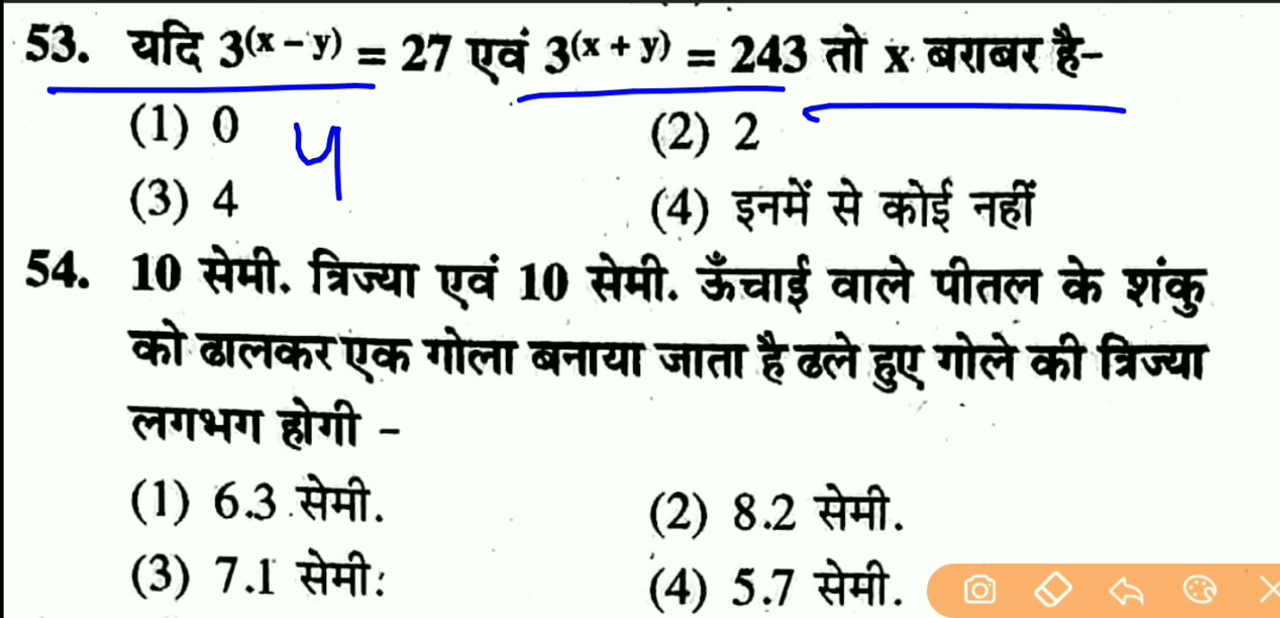 53. यदि 3^(x – y) = 27 एवं 3^(x + y) = 243 तो x बराबर है–
(1) 0 (2) 2
4
(3) 4 (4) इनमें से कोई नहीं
54. 10 सेमी. त्रिज्या एवं 10 सेमी. ऊँचाई वाले पीतल के शंकु
को ढालकर एक गोला बनाया जाता है ढले हुए गोले की त्रिज्या
लगभग होगी –
(1) 6.3 सेमी. (2) 8.2 सेमी.
(3) 7.1 सेमी: (4) 5.7 सेमी.